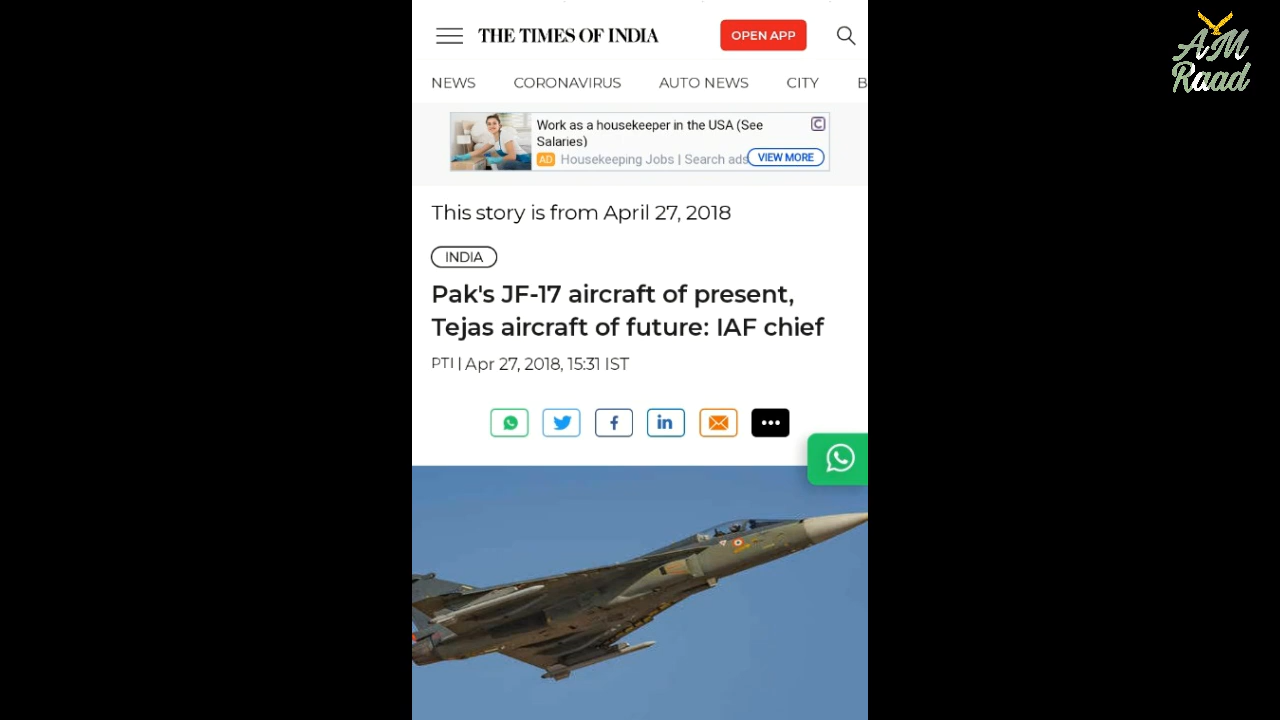 THE TIMES OF INDIA
OPEN APP
AM
Raad
NEWS CORONAVIRUS AUTO NEWS CITY B
Work as a housekeeper in the USA (See
Salaries)
AD Housekeeping Jobs | Search ads
VIEW MORE
This story is from April 27, 2018
INDIA
Pak's JF-17 aircraft of present,
Tejas aircraft of future: IAF chief
PTI | Apr 27, 2018, 15:31 IST